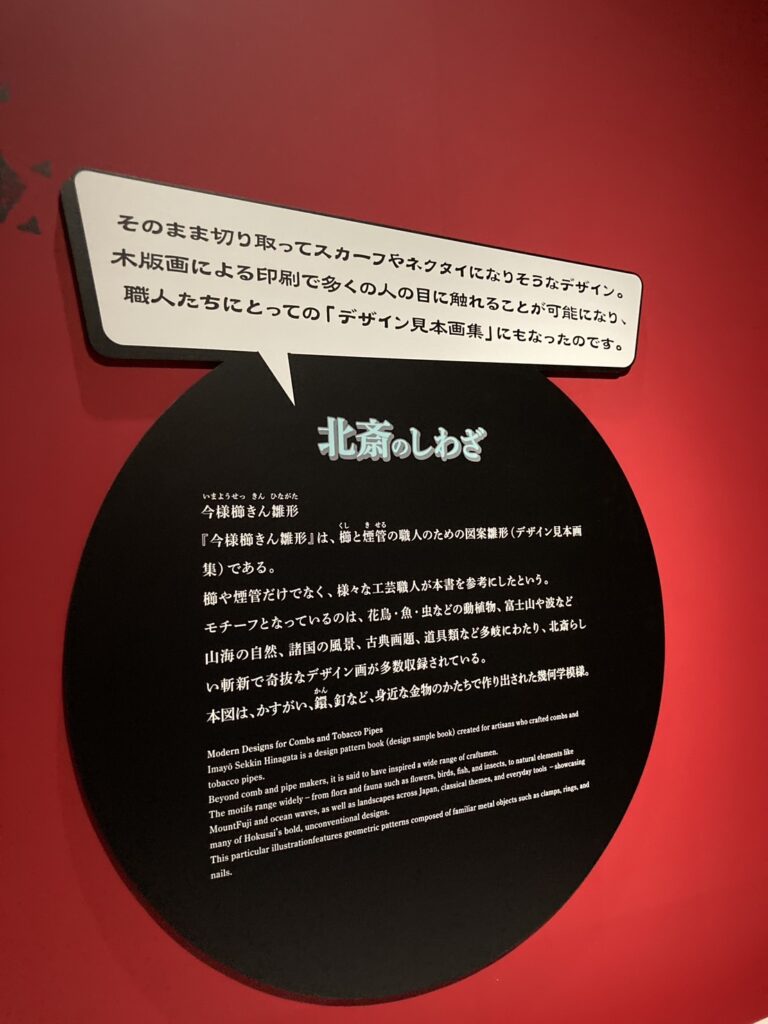 そのまま切り取ってスカーフやネクタイになりそうなデザイン。
木版画による印刷で多くの人の目に触れることが可能になり、
職人たちにとっての「デザイン見本画集」にもなったのです。
北斎のしわざ
いまようせっ きん ひながた
今様櫛きん雛形
くし きせる
『今様櫛きん雛形』は、櫛と煙管の職人のための図案雛形(デザイン見本画
集)である。
櫛や煙管だけでなく、様々な工芸職人が本書を参考にしたという。
モチーフとなっているのは、花鳥・魚・虫などの動植物、富士山や波など
山海の自然、諸国の風景、古典画題、道具類など多岐にわたり、北斎らし
い斬新で奇抜なデザイン画が多数収録されている。
かん
本図は、かすがい、鐶、釘など、身近な金物のかたちで作り出された幾何学模様。
Modern Designs for Combs and Tobacco Pipes
Imayō Sekkin Hinagata is a design pattern book (design sample book) created for artisans who crafted combs and
tobacco pipes.
Beyond comb and pipe makers, it is said to have inspired a wide range of craftsmen.
The motifs range widely – from flora and fauna such as flowers, birds, fish, and insects, to natural elements like
MountFuji and ocean waves, as well as landscapes across Japan, classical themes, and everyday tools –showcasing
many of Hokusai's bold, unconventional designs.
This particular illustrationfeatures geometric patterns composed of familiar metal objects such as clamps, rings, and
nails.